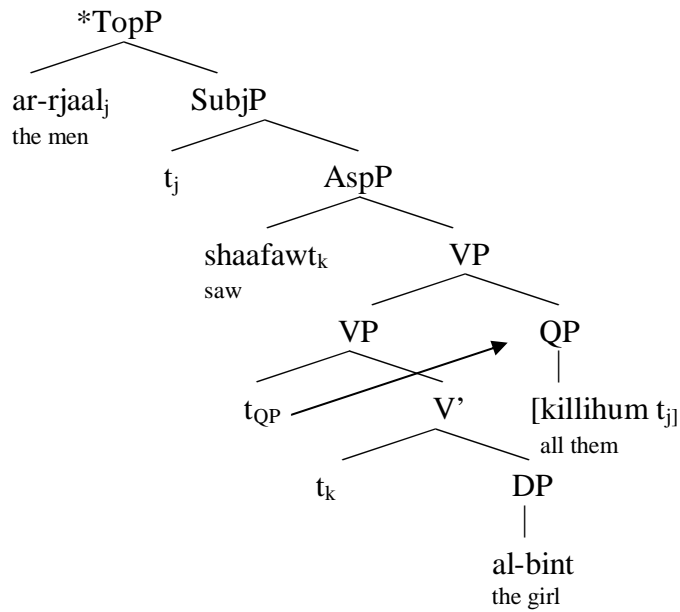 *TopP
ar-rjaalj SubjP
the men
tj AspP
shaafawtk VP
saw
VP QP
tQP V’ [killihum tj]
all them
tk DP
al-bint
the girl